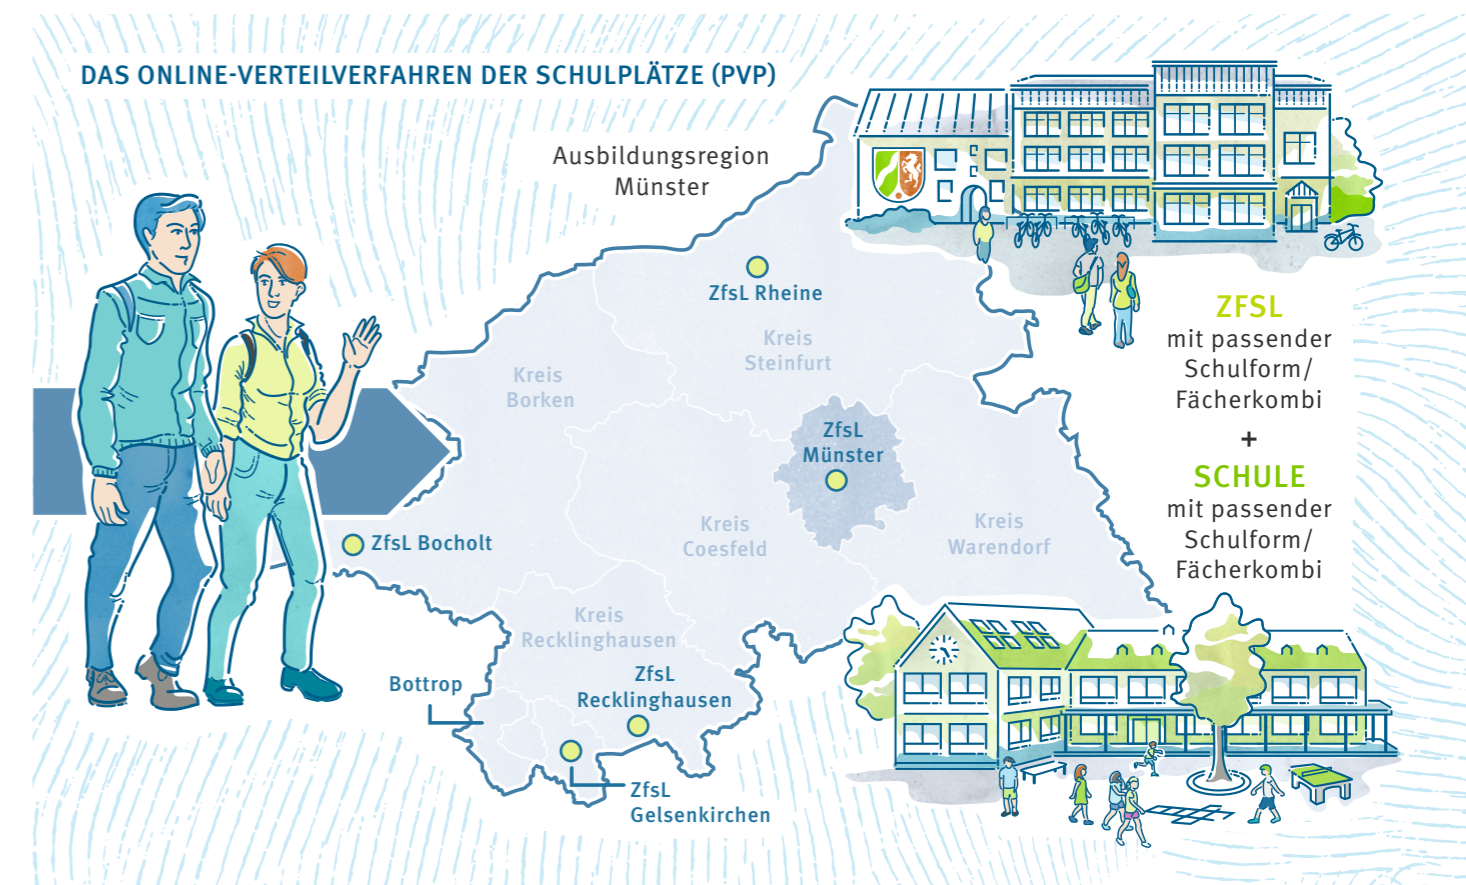 DAS ONLINE-VERTEILVERFAHREN DER SCHULPLÄTZE (PVP)
Ausbildungsregion
Münster
ZfsL Rheine
Kreis
Steinfurt
Kreis
Borken
ZfsL
Münster
Kreis
Coesfeld
Kreis
Warendorf
ZfsL Bocholt
Kreis
Recklinghausen
ZfsL
Recklinghausen
Bottrop
ZfsL
Gelsenkirchen
ZFSL
mit passender
Schulform/
Fächerkombi
+
SCHULE
mit passender
Schulform/
Fächerkombi